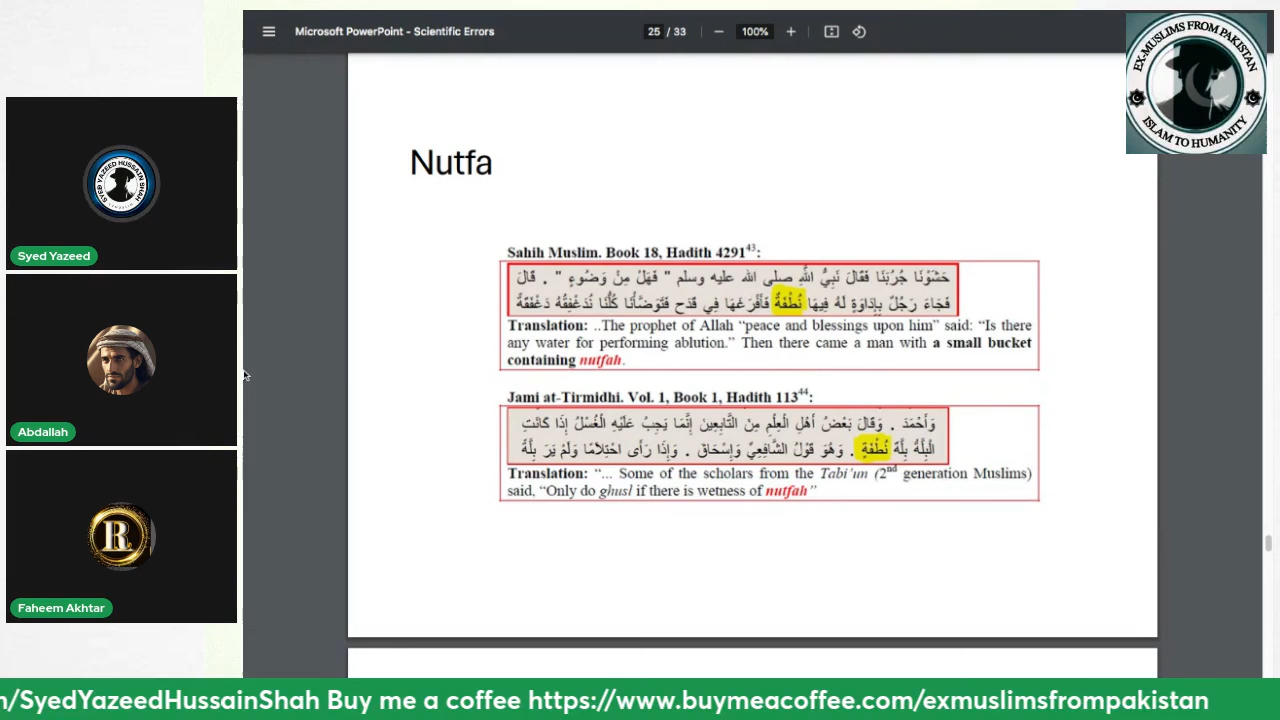 Microsoft PowerPoint - Scientific Errors
25 / 33
100%
EX-MUSLIMS FROM PAKISTAN
ISLAM TO HUMANITY
SYED YAZEED HUSSAIN SHAH
Syed Yazeed
Abdallah
R
Faheem Akhtar
Nutfa
Sahih Muslim. Book 18, Hadith 4291⁴³:
حَشَوْنَا جُرُبَنَا فَقَالَ نَبِيُّ اللَّهِ صلى الله عليه وسلم " فَهَلْ مِنْ وَضُوءٍ " . قَالَ
فَجَاءَ رَجُلٌ بِإِدَاوَةٍ لَهُ فِيهَا نُطْفَةٌ فَأَفْرَغَهَا فِي قَدَحٍ فَتَوَضَّأْنَا كُلُّنَا نُدَغْفِقُهُ دَغْفَقَةً
Translation: ..The prophet of Allah “peace and blessings upon him” said: “Is there
any water for performing ablution.” Then there came a man with a small bucket
containing nutfah.
Jami at-Tirmidhi. Vol. 1, Book 1, Hadith 113⁴⁴:
وَأَحْمَدَ . وَقَالَ بَعْضُ أَهْلِ الْعِلْمِ مِنَ التَّابِعِينَ إِنَّمَا يَجِبُ عَلَيْهِ الْغُسْلُ إِذَا كَانَتِ
الْبِلَّةُ بِلَّةَ نُطْفَةٍ . وَهُوَ قَوْلُ الشَّافِعِيِّ وَإِسْحَاقَ . وَإِذَا رَأَى احْتِلاَمًا وَلَمْ يَرَ بِلَّةً
Translation: “... Some of the scholars from the Tabi’un (2nd generation Muslims)
said, “Only do ghusl if there is wetness of nutfah”
n/SyedYazeedHussainShah Buy me a coffee https://www.buymeacoffee.com/exmuslimsfrompakistan